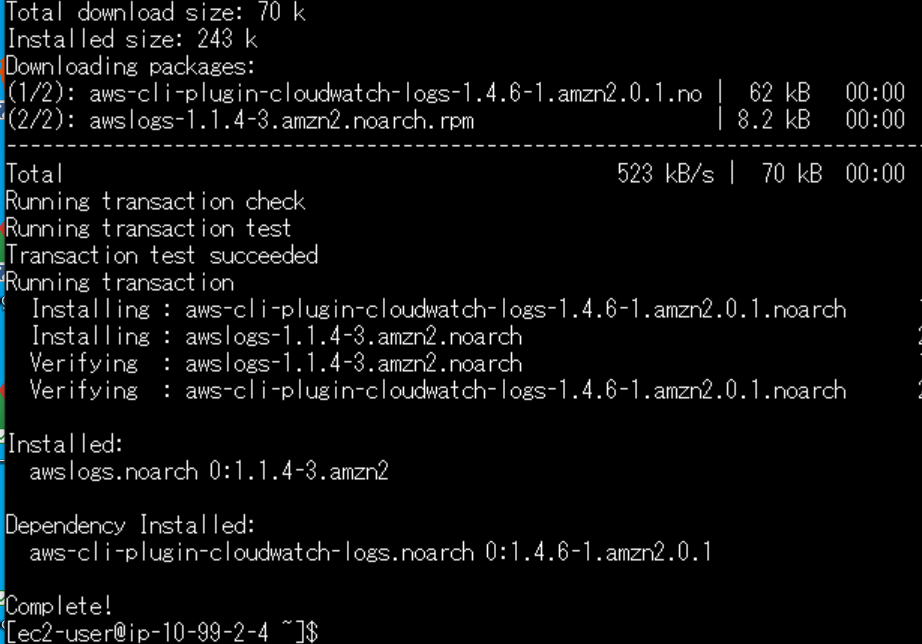 Total download size: 70 k
Installed size: 243 k
Downloading packages:
(1/2): aws-cli-plugin-cloudwatch-logs-1.4.6-1.amzn2.0.1.no | 62 kB 00:00
(2/2): awslogs-1.1.4-3.amzn2.noarch.rpm | 8.2 kB 00:00
--------------------------------------------------------------------------------
Total 523 kB/s | 70 kB 00:00
Running transaction check
Running transaction test
Transaction test succeeded
Running transaction
  Installing : aws-cli-plugin-cloudwatch-logs-1.4.6-1.amzn2.0.1.noarch
  Installing : awslogs-1.1.4-3.amzn2.noarch
  Verifying  : awslogs-1.1.4-3.amzn2.noarch
  Verifying  : aws-cli-plugin-cloudwatch-logs-1.4.6-1.amzn2.0.1.noarch
Installed:
  awslogs.noarch 0:1.1.4-3.amzn2
Dependency Installed:
  aws-cli-plugin-cloudwatch-logs.noarch 0:1.4.6-1.amzn2.0.1
Complete!
[ec2-user@ip-10-99-2-4 ~]$